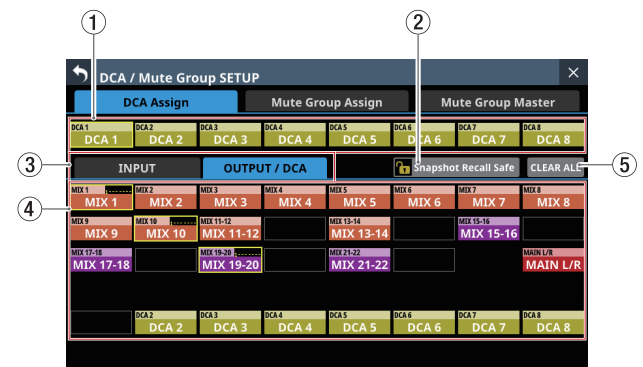 1
2
DCA / Mute Group SETUP
DCA Assign Mute Group Assign Mute Group Master
DCA 1 DCA 2 DCA 3 DCA 4 DCA 5 DCA 6 DCA 7 DCA 8
DCA 1 DCA 2 DCA 3 DCA 4 DCA 5 DCA 6 DCA 7 DCA 8
3 INPUT OUTPUT / DCA Snapshot Recall Safe CLEAR ALL 5
4
MIX 1 MIX 2 MIX 3 MIX 4 MIX 5 MIX 6 MIX 7 MIX 8
MIX 1 MIX 2 MIX 3 MIX 4 MIX 5 MIX 6 MIX 7 MIX 8
MIX 9 MIX 10 MIX 11-12 MIX 13-14 MIX 15-16
MIX 9 MIX 10 MIX 11-12 MIX 13-14 MIX 15-16
MIX 17-18 MIX 19-20 MIX 21-22 MAIN L/R
MIX 17-18 MIX 19-20 MIX 21-22 MAIN L/R
DCA 2 DCA 3 DCA 4 DCA 5 DCA 6 DCA 7 DCA 8
DCA 2 DCA 3 DCA 4 DCA 5 DCA 6 DCA 7 DCA 8